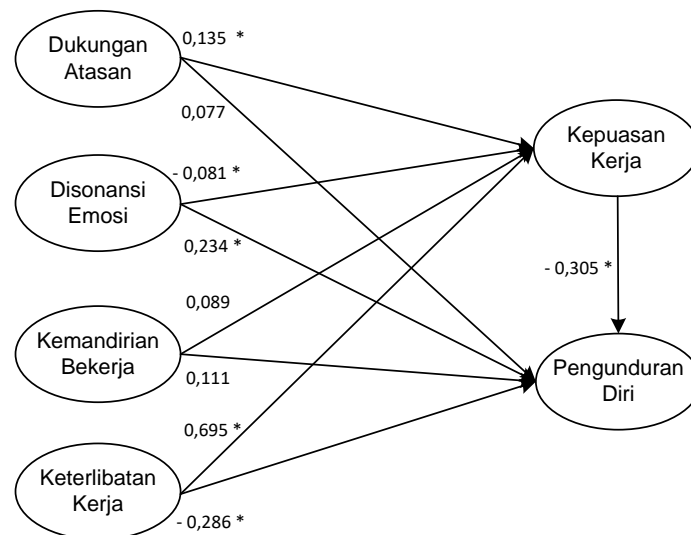 0,135 *
Dukungan
Atasan
0,077
Kepuasan
Kerja
- 0,081 *
Disonansi
Emosi
0,234 *
- 0,305 *
0,089
Kemandirian
Bekerja
0,111
Pengunduran
Diri
0,695 *
Keterlibatan
Kerja
- 0,286 *